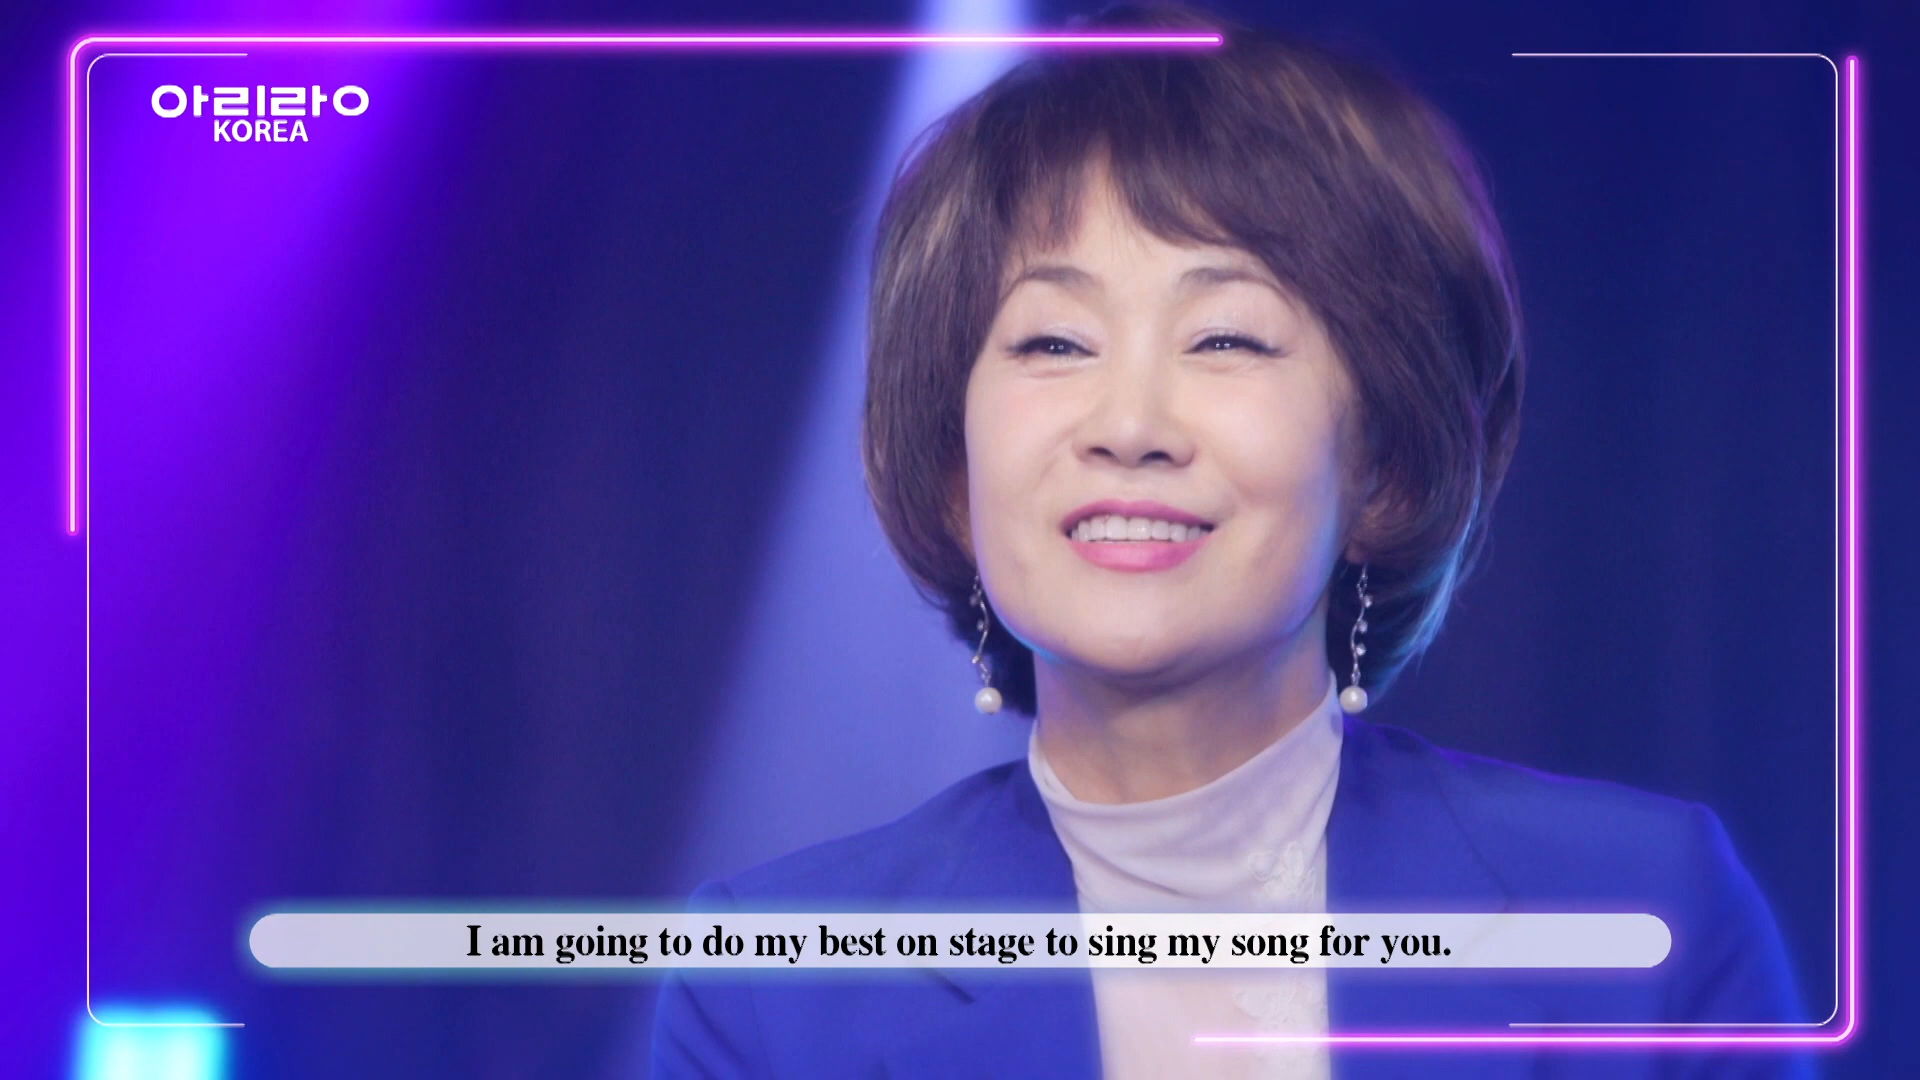 아리랑
KOREA
I am going to do my best on stage to sing my song for you.